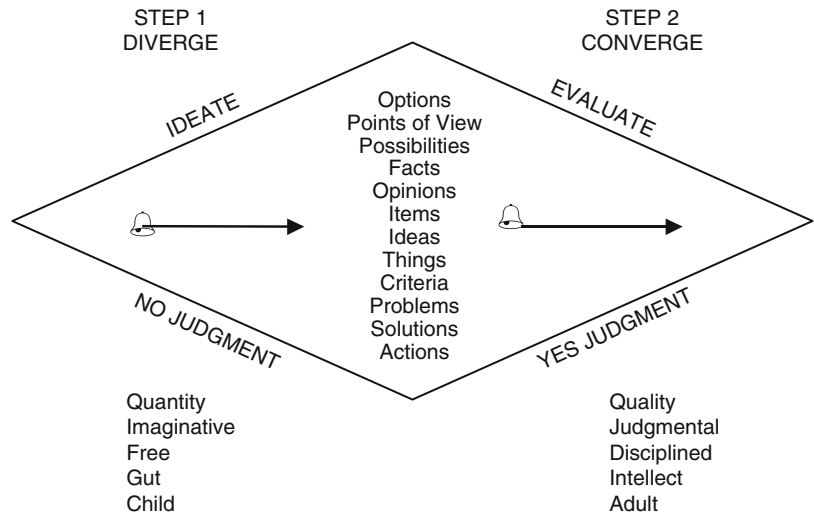 STEP 1
DIVERGE
STEP 2
CONVERGE
IDEATE
EVALUATE
Options
Points of View
Possibilities
Facts
Opinions
Items
Ideas
Things
Criteria
Problems
Solutions
Actions
NO JUDGMENT
YES JUDGMENT
Quantity
Imaginative
Free
Gut
Child
Quality
Judgmental
Disciplined
Intellect
Adult